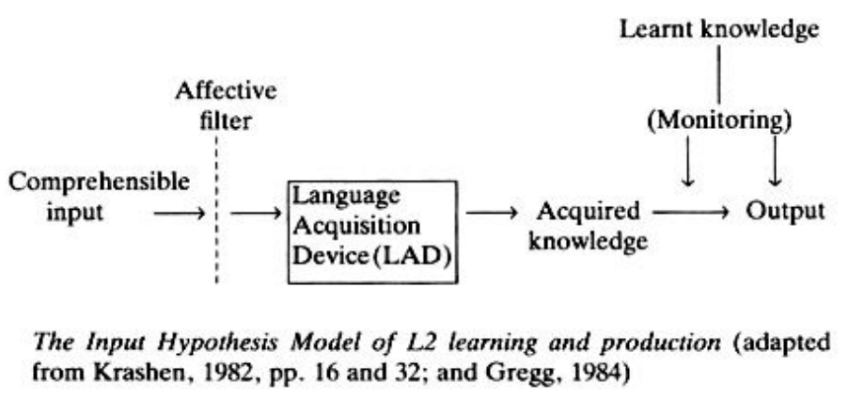 Learnt knowledge
Affective
filter
(Monitoring)
Comprehensible
input
Language
Acquisition
Device (LAD)
Acquired
knowledge
Output
The Input Hypothesis Model of L2 learning and production (adapted
from Krashen, 1982, pp. 16 and 32; and Gregg, 1984)